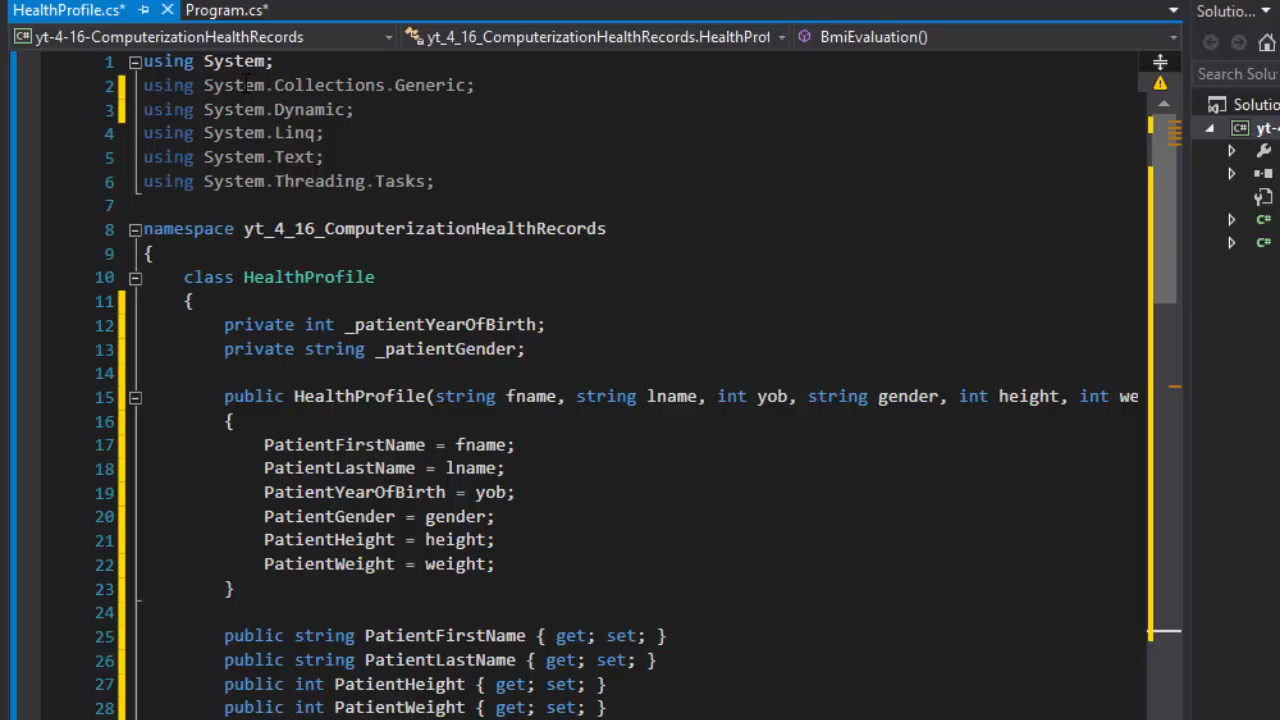 HealthProfile.cs* Program.cs* Solutio...
yt-4-16-ComputerizationHealthRecords yt_4_16_ComputerizationHealthRecords.HealthProf BmiEvaluation()
Search Solu
Solutio
yt-4
1 using System;
2 using System.Collections.Generic;
3 using System.Dynamic;
4 using System.Linq;
5 using System.Text;
6 using System.Threading.Tasks;
7
8 namespace yt_4_16_ComputerizationHealthRecords
9 {
10 class HealthProfile
11 {
12 private int _patientYearOfBirth;
13 private string _patientGender;
14
15 public HealthProfile(string fname, string lname, int yob, string gender, int height, int we
16 {
17 PatientFirstName = fname;
18 PatientLastName = lname;
19 PatientYearOfBirth = yob;
20 PatientGender = gender;
21 PatientHeight = height;
22 PatientWeight = weight;
23 }
24
25 public string PatientFirstName { get; set; }
26 public string PatientLastName { get; set; }
27 public int PatientHeight { get; set; }
28 public int PatientWeight { get; set; }